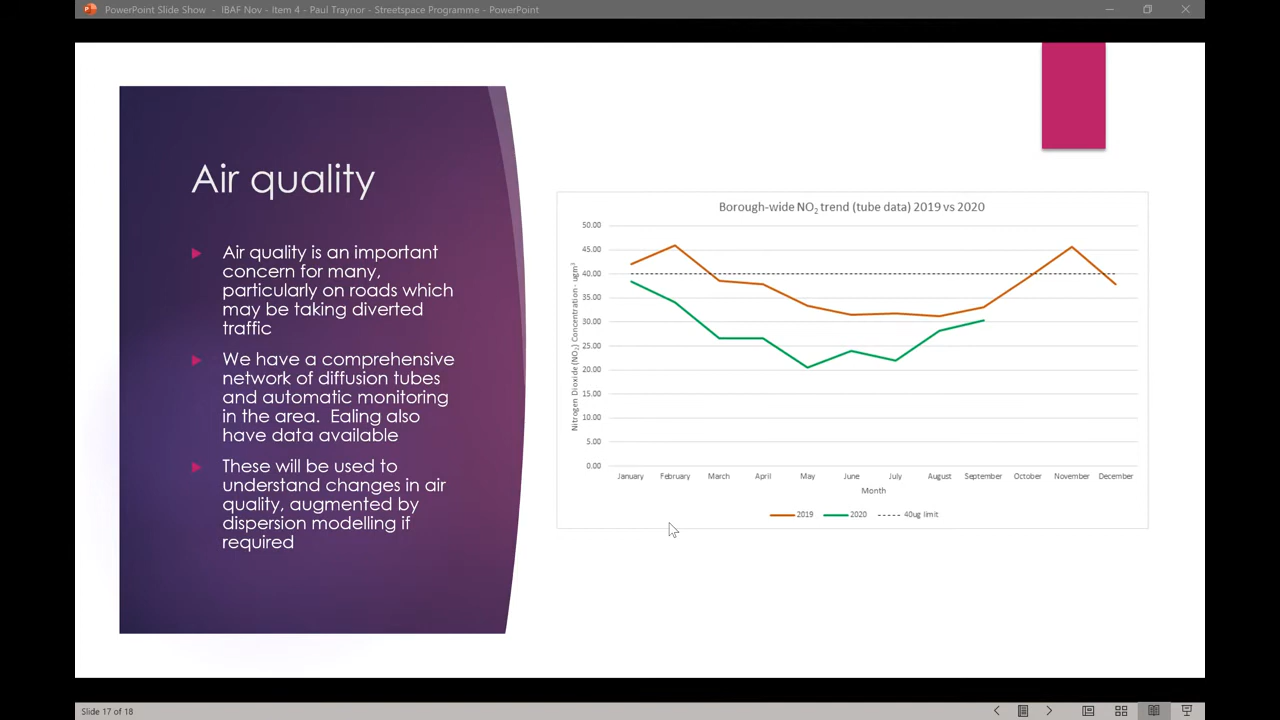 PowerPoint Slide Show - IBAF Nov - Item 4 - Paul Traynor - Streetspace Programme - PowerPoint
Air quality
Air quality is an important
concern for many,
particularly on roads which
may be taking diverted
traffic
We have a comprehensive
network of diffusion tubes
and automatic monitoring
in the area. Ealing also
have data available
These will be used to
understand changes in air
quality, augmented by
dispersion modelling if
required
Borough-wide NO2 trend (tube data) 2019 vs 2020
Nitrogen Dioxide (NO2) Concentration - ugm3
50.00
45.00
40.00
35.00
30.00
25.00
20.00
15.00
10.00
5.00
0.00
January February March April May June July August September October November December
Month
2019 2020 40ug limit
Slide 17 of 18